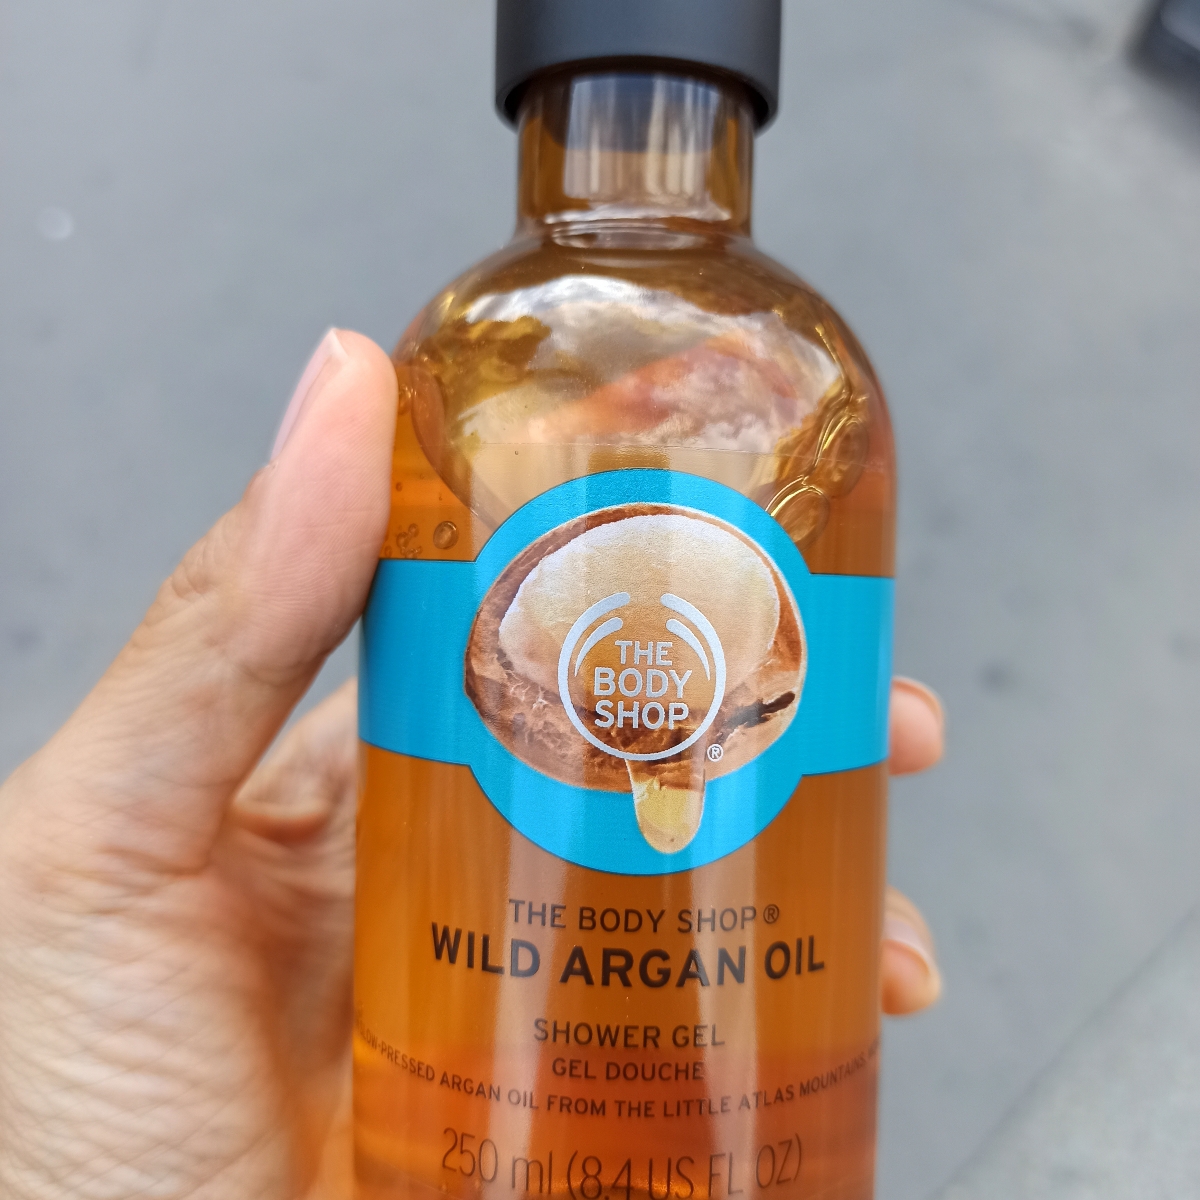 THE
BODY
SHOP
®
THE BODY SHOP®
WILD ARGAN OIL
SHOWER GEL
GEL DOUCHE
PRESSED ARGAN OIL FROM THE LITTLE ATLAS MOUNTAINS
250 ml (8.4 US FL OZ)